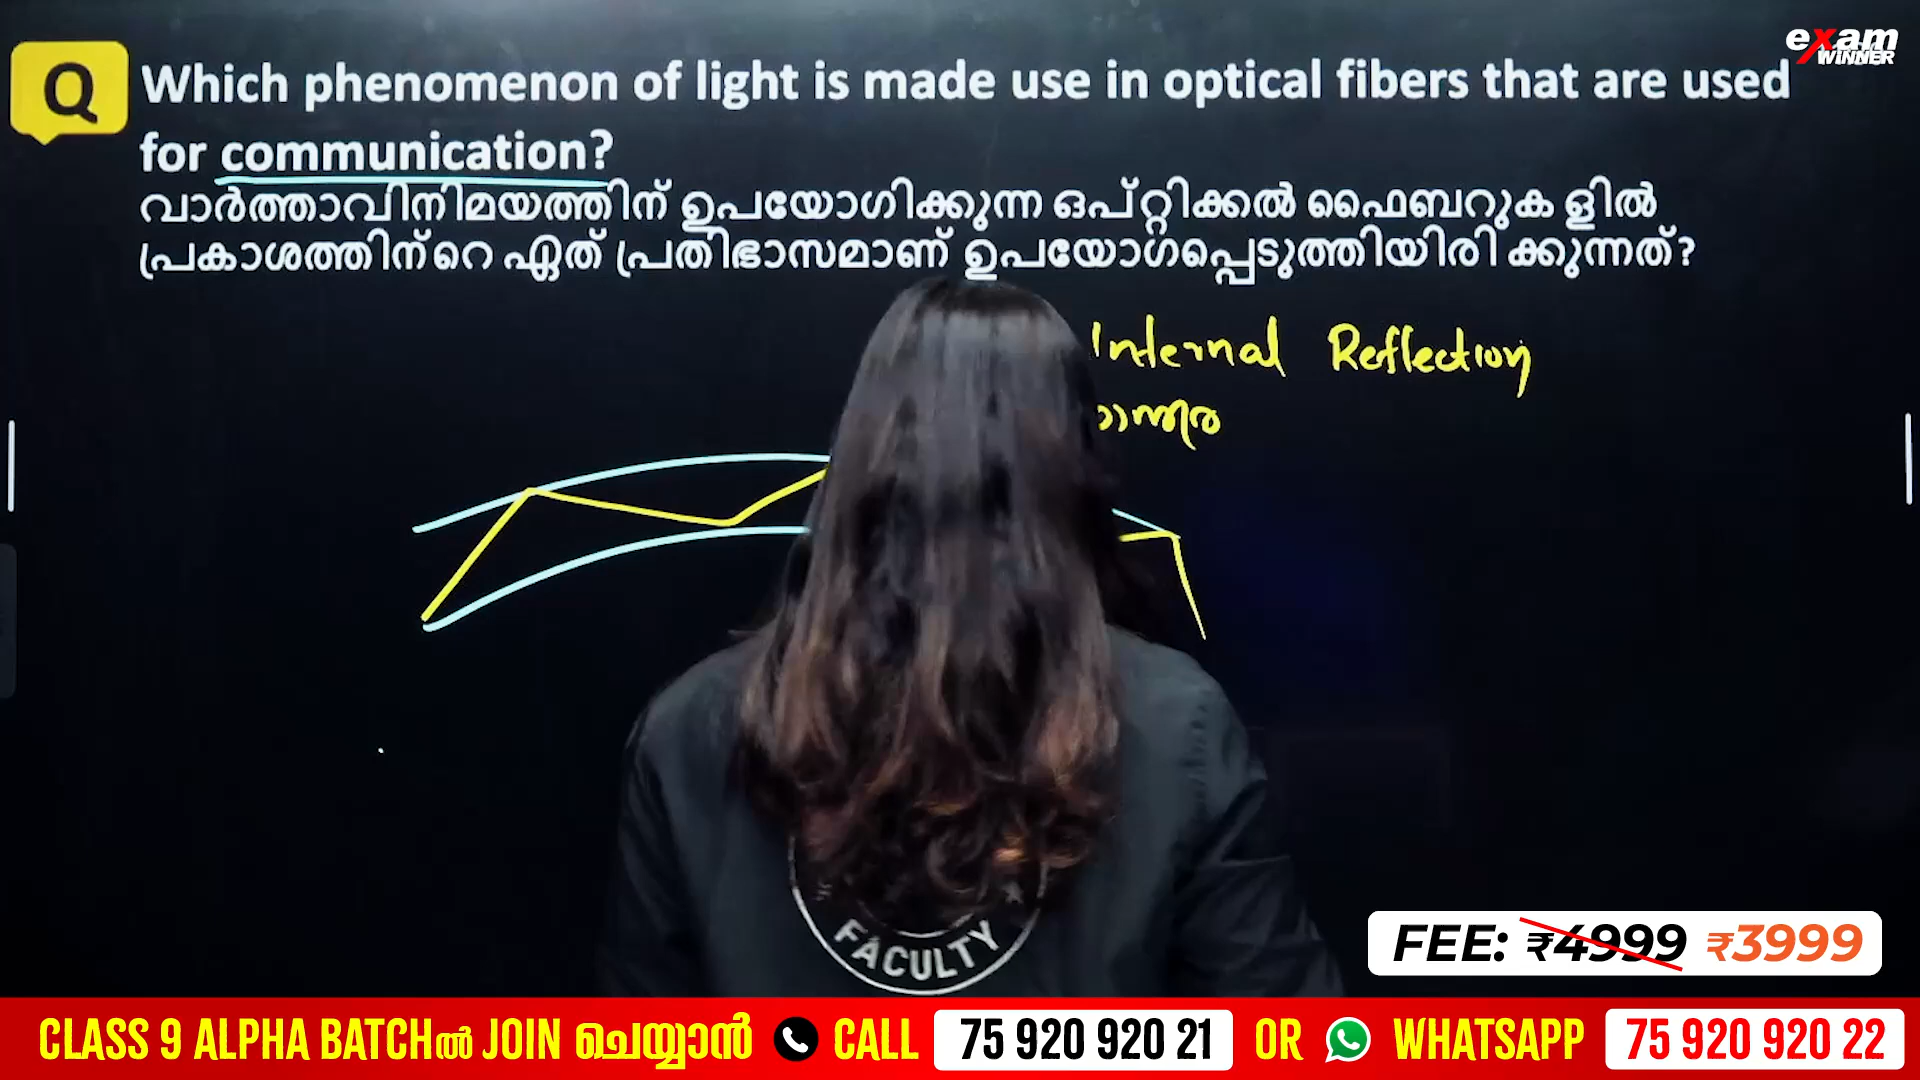 exam
WINNER
Q
Which phenomenon of light is made use in optical fibers that are used
for communication?
വാർത്താവിനിമയത്തിന് ഉപയോഗിക്കുന്ന ഒപ്റ്റിക്കൽ ഫൈബറുക ളിൽ
പ്രകാശത്തിന്റെ ഏത് പ്രതിഭാസമാണ് ഉപയോഗപ്പെടുത്തിയിരി ക്കുന്നത്?
Internal Reflection
FACULTY
FEE: ₹4999 ₹3999
CLASS 9 ALPHA BATCHൽ JOIN ചെയ്യാൻ CALL 75 920 920 21 OR WHATSAPP 75 920 920 22